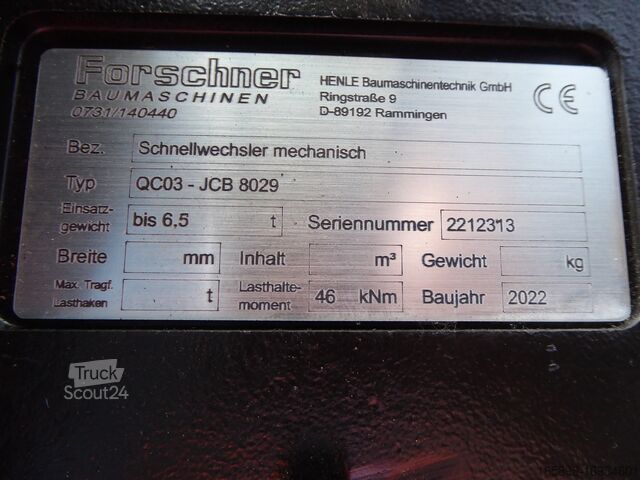 Forschner
BAUMASCHINEN
0731/140440
HENLE Baumaschinentechnik GmbH
Ringstraße 9
D-89192 Rammingen
CE
Bez. Schnellwechsler mechanisch
Typ QC03 - JCB 8029
Einsatz-
gewicht bis 6,5 t Seriennummer 2212313
Breite mm Inhalt m³ Gewicht kg
Max. Tragf.
Lasthaken t
Lasthalte-
moment 46 kNm Baujahr 2022
Truck
Scout24